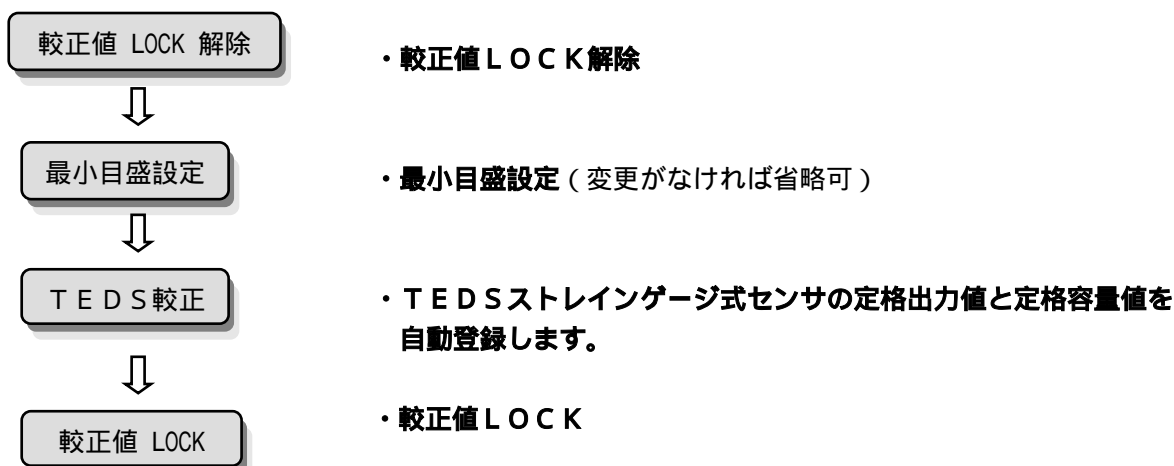 較正値 LOCK 解除
・較正値ＬＯＣＫ解除
最小目盛設定
・最小目盛設定（変更がなければ省略可）
ＴＥＤＳ較正
・ＴＥＤＳストレインゲージ式センサの定格出力値と定格容量値を
自動登録します。
較正値 LOCK
・較正値ＬＯＣＫ